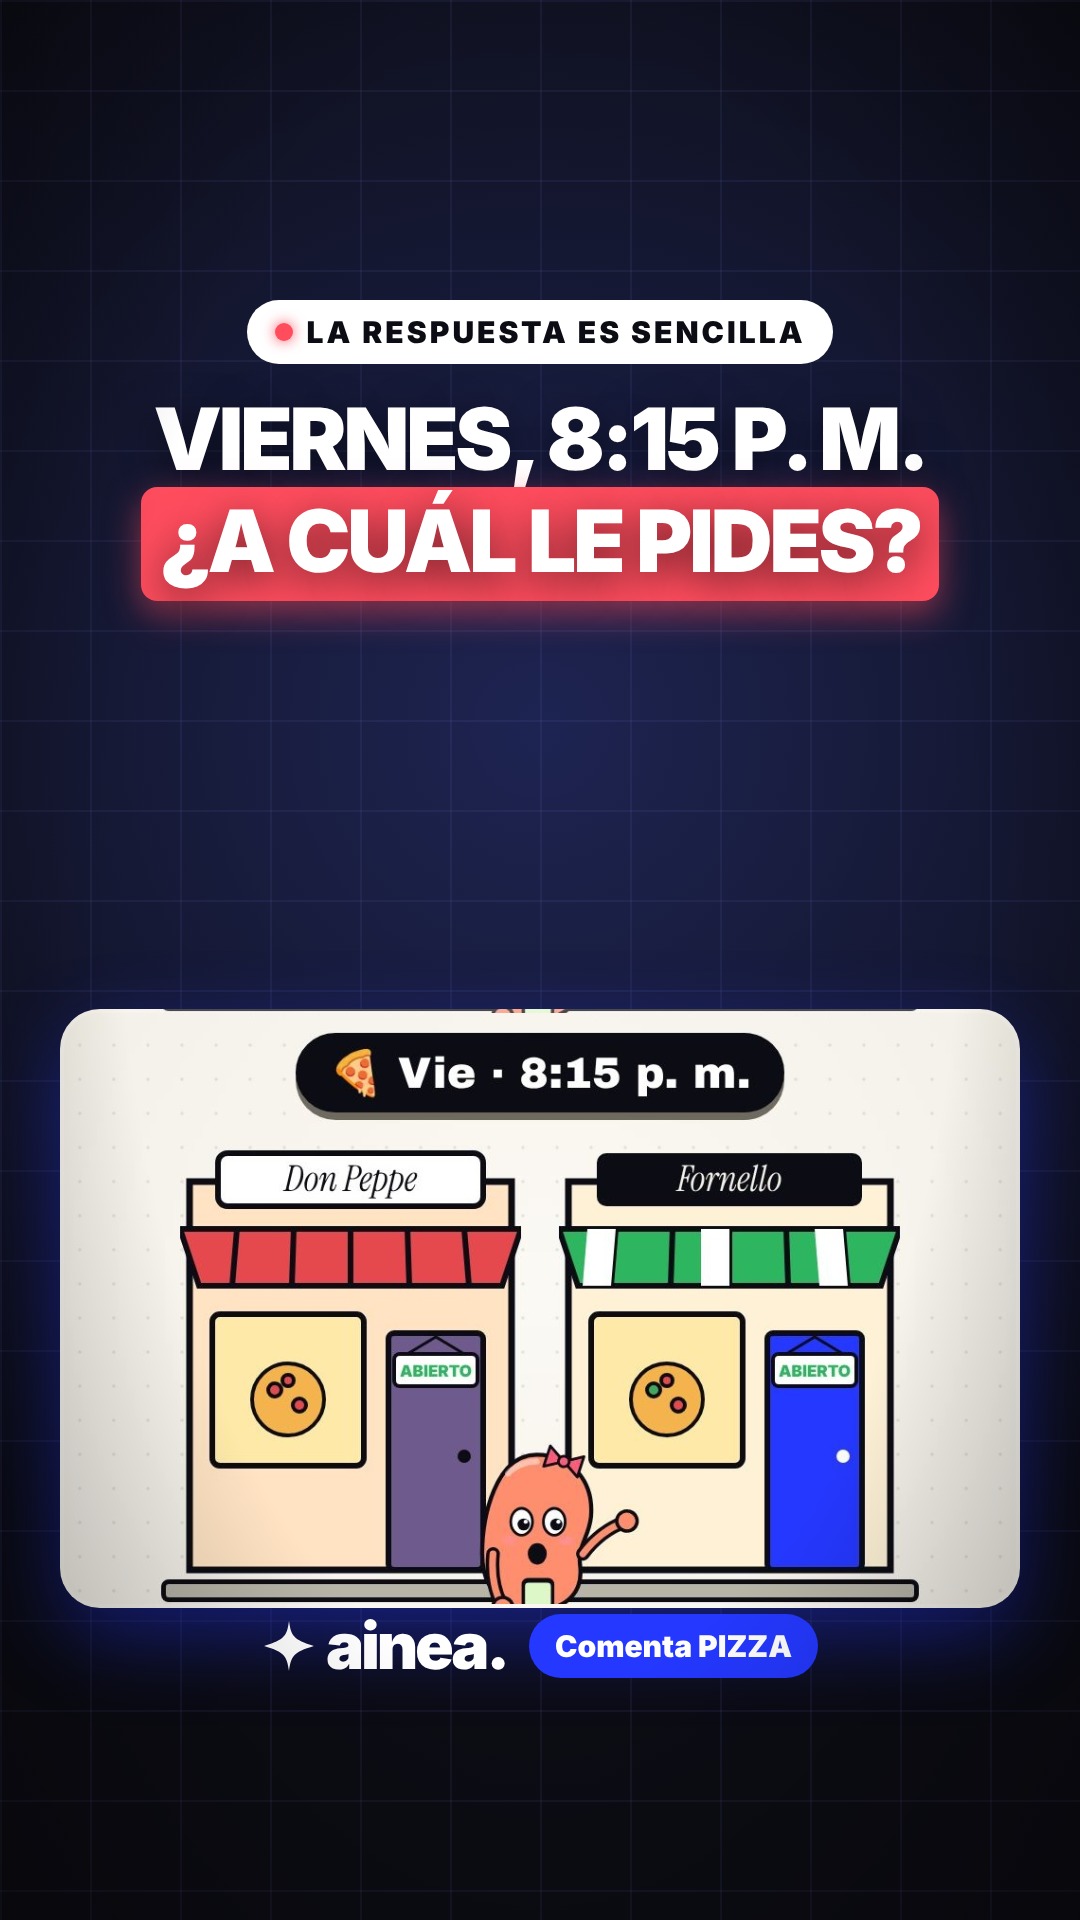 LA RESPUESTA ES SENCILLA
VIERNES, 8:15 P. M.
¿A CUÁL LE PIDES?
Vie · 8:15 p. m.
Don Peppe
Fornello
ABIERTO
ABIERTO
ainea.
Comenta PIZZA